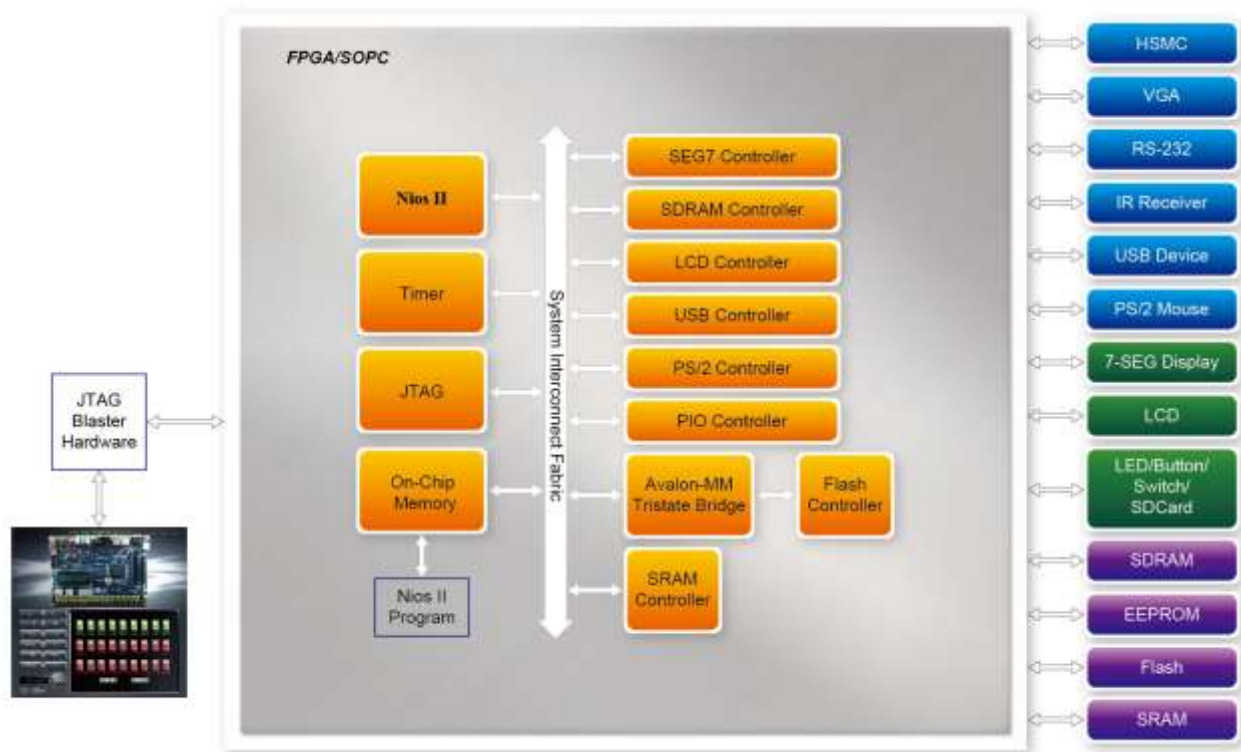 FPGA/SOPC
Nios II
Timer
JTAG
On-Chip
Memory
Nios II
Program
System Interconnect Fabric
SEG7 Controller
SDRAM Controller
LCD Controller
USB Controller
PS/2 Controller
PIO Controller
Avalon-MM
Tristate Bridge
Flash
Controller
SRAM
Controller
JTAG
Blaster
Hardware
HSMC
VGA
RS-232
IR Receiver
USB Device
PS/2 Mouse
7-SEG Display
LCD
LED/Button/
Switch/
SDCard
SDRAM
EEPROM
Flash
SRAM